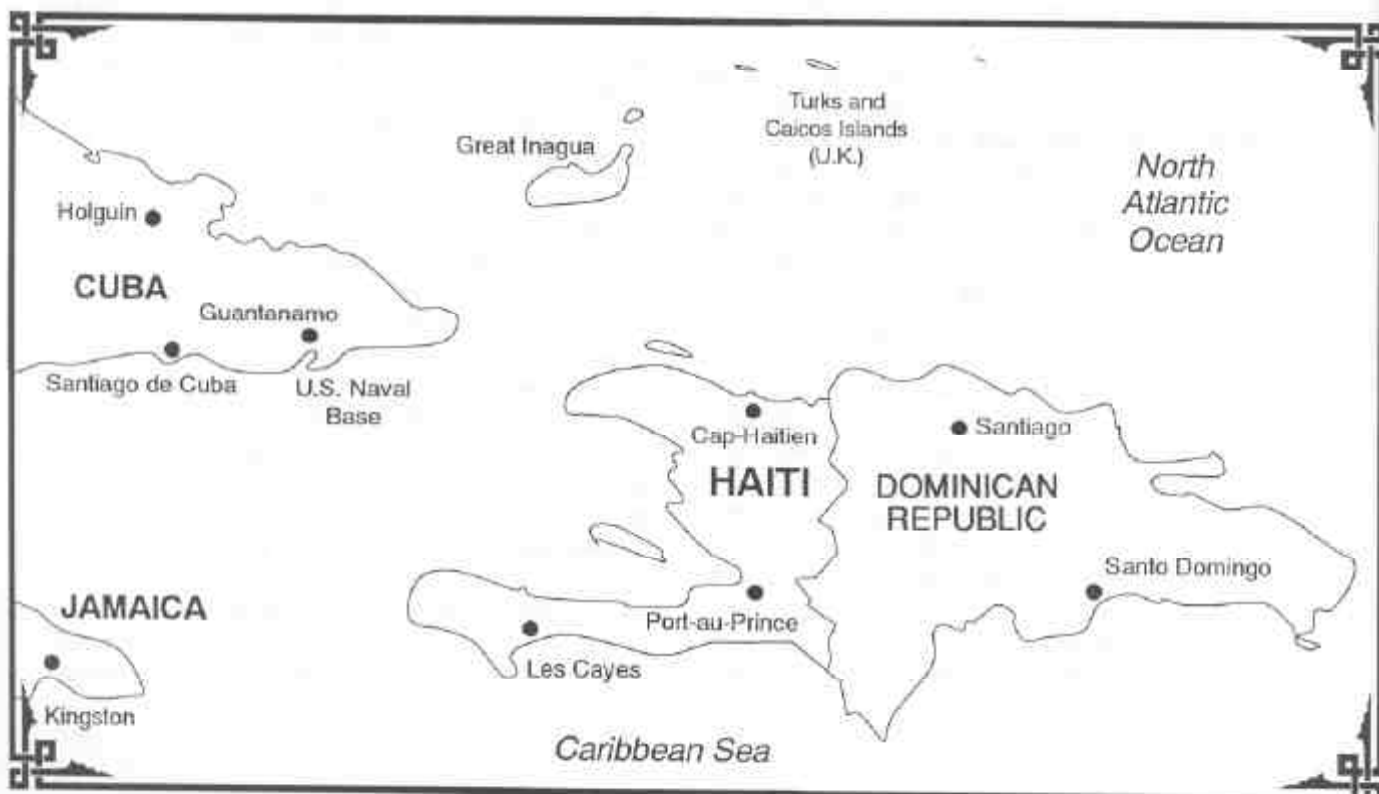 Turks and
Caicos Islands
(U.K.)
Great Inagua
North
Atlantic
Ocean
Holguin
CUBA
Guantanamo
Santiago de Cuba
U.S. Naval
Base
Cap-Haitien
Santiago
HAITI
DOMINICAN
REPUBLIC
Santo Domingo
JAMAICA
Port-au-Prince
Les Cayes
Kingston
Caribbean Sea